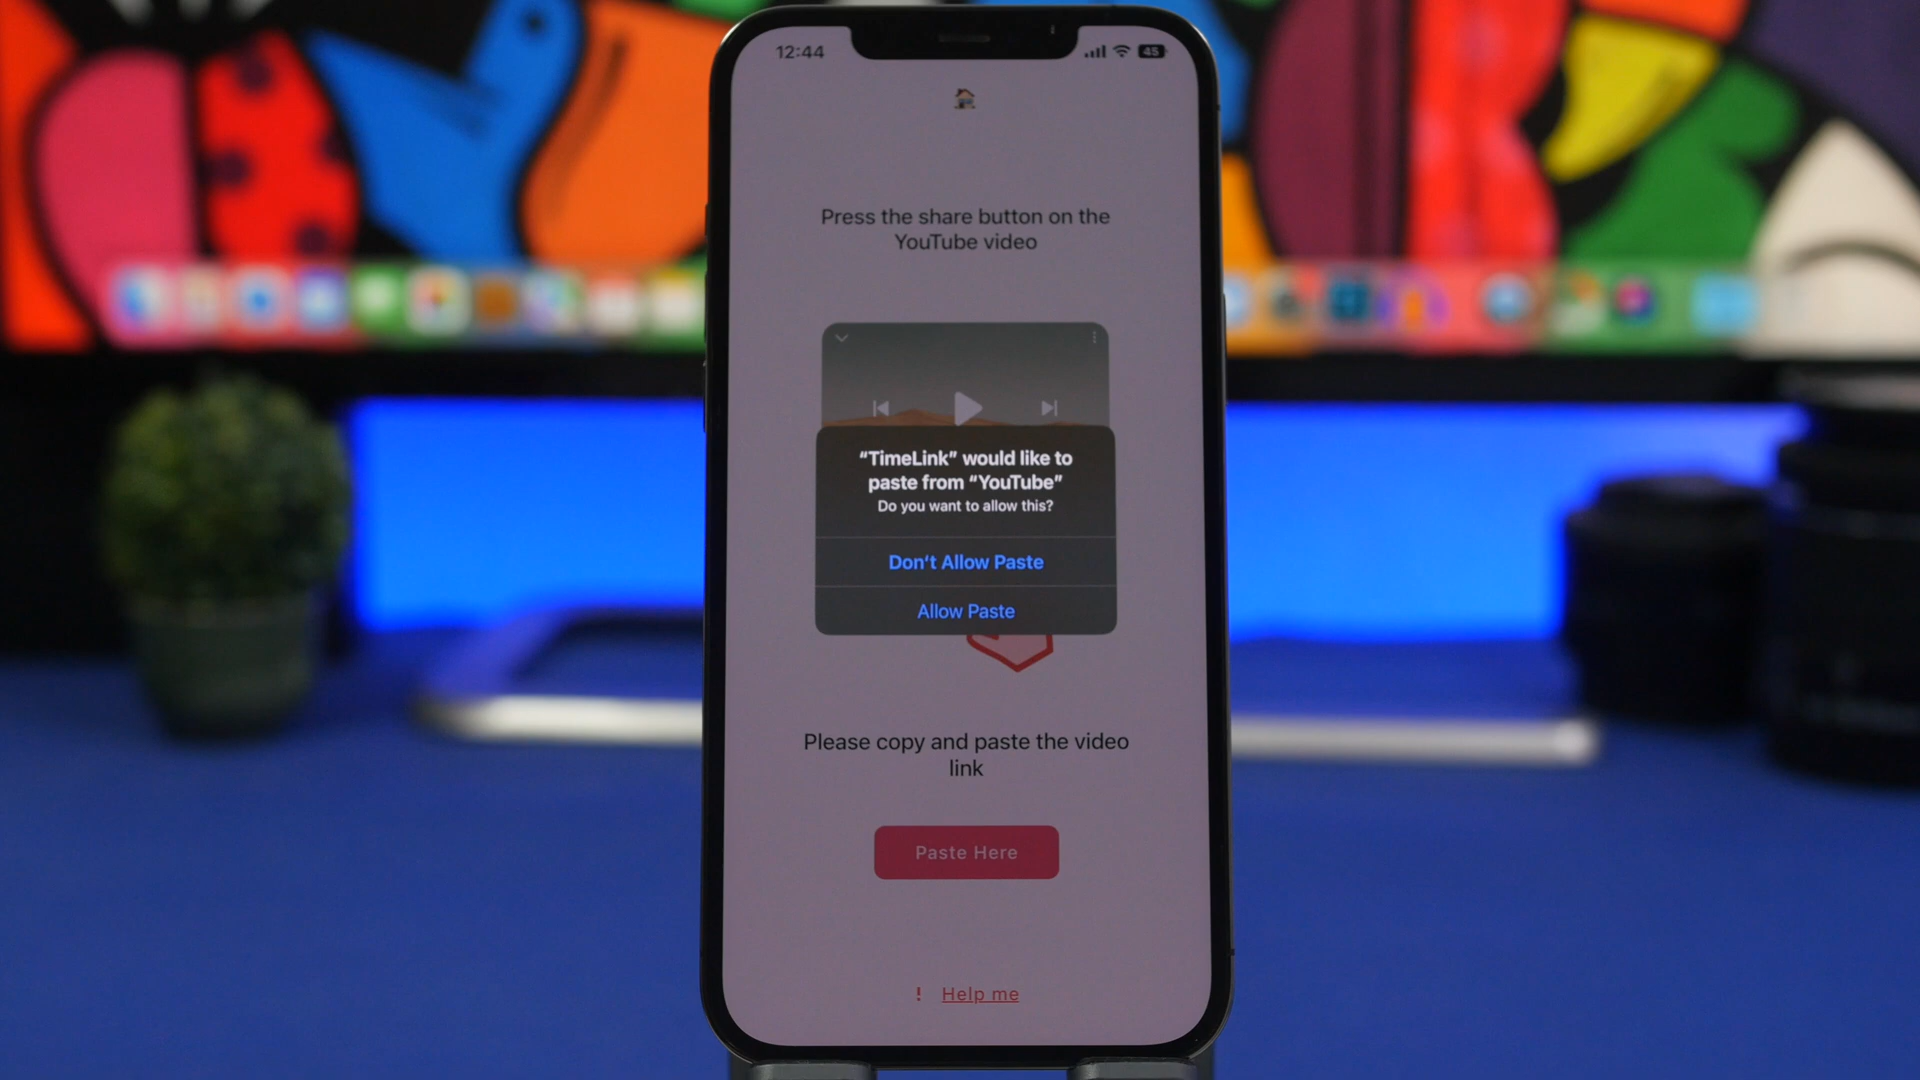 12:44
45
Press the share button on the
YouTube video
“TimeLink” would like to
paste from “YouTube”
Do you want to allow this?
Don’t Allow Paste
Allow Paste
Please copy and paste the video
link
Paste Here
! Help me